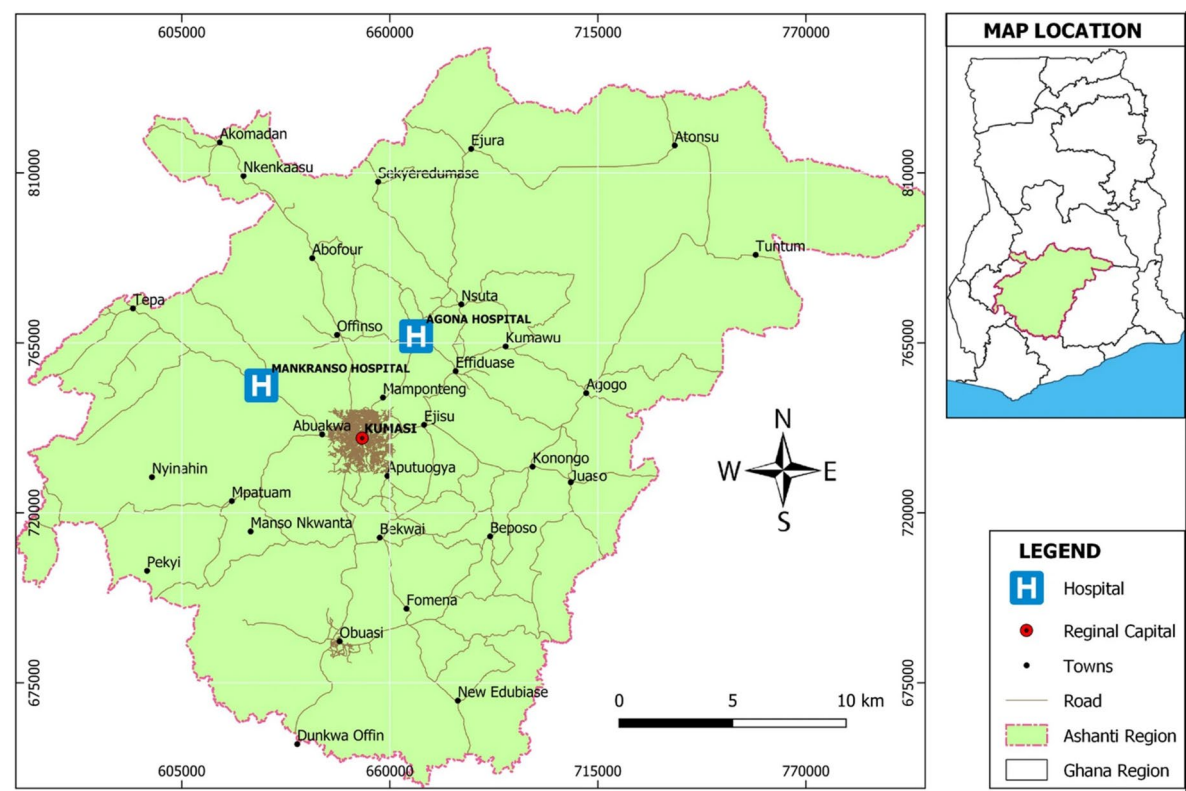 605000 660000 715000 770000
MAP LOCATION
Akomadan
Ejura
Atonsu
810000
Nkenkaasu
Sekyeredumase
810000
Abofour
Tuntum
Tepa
Nsuta
AGONA HOSPITAL
Offinso
H
Kumawu
765000
765000
MANKRANSO HOSPITAL
Effiduase
H
Mamponteng
Agogo
Abuakwa
KUMASI
Ejisu
N
Nyinahin
Aputuogya
Konongo
Juaso
W
E
Mpatuam
720000
Manso Nkwanta
Bekwai
Beposo
S
720000
Pekyi
LEGEND
H
Hospital
Fomena
Reginal Capital
Obuasi
Towns
675000
New Edubiase
0 5 10 km
675000
Road
Dunkwa Offin
Ashanti Region
Ghana Region
605000 660000 715000 770000